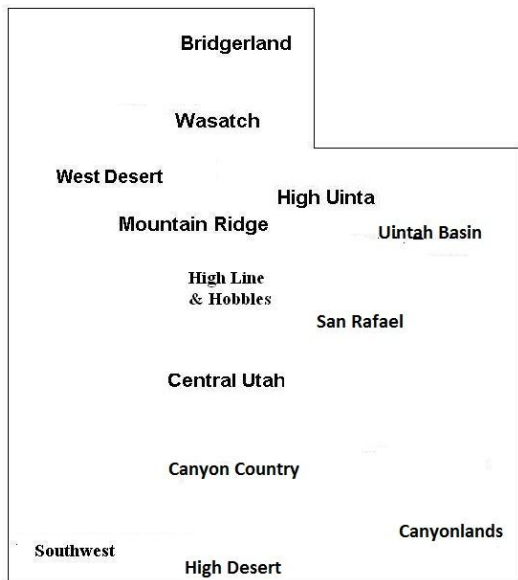 Bridgerland
Wasatch
West Desert
High Uinta
Mountain Ridge
Uintah Basin
High Line
& Hobbles
San Rafael
Central Utah
Canyon Country
Canyonlands
Southwest
High Desert